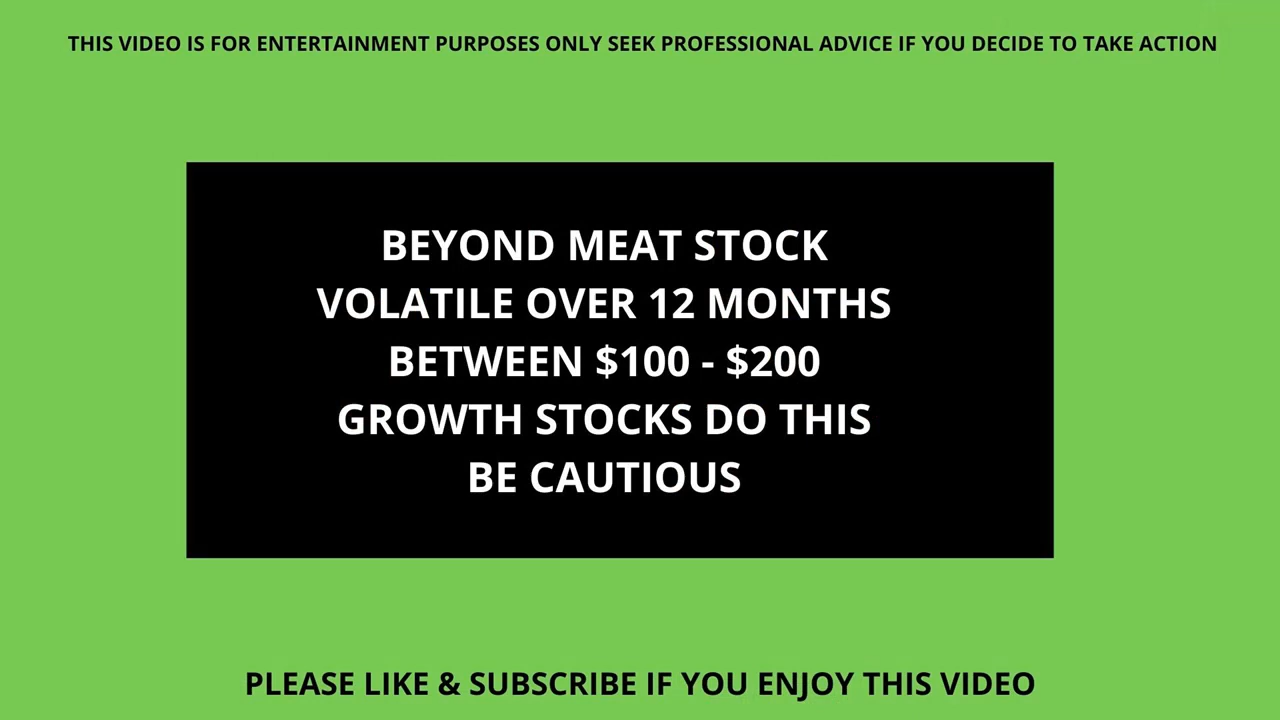 THIS VIDEO IS FOR ENTERTAINMENT PURPOSES ONLY SEEK PROFESSIONAL ADVICE IF YOU DECIDE TO TAKE ACTION
BEYOND MEAT STOCK
VOLATILE OVER 12 MONTHS
BETWEEN $100 - $200
GROWTH STOCKS DO THIS
BE CAUTIOUS
PLEASE LIKE & SUBSCRIBE IF YOU ENJOY THIS VIDEO